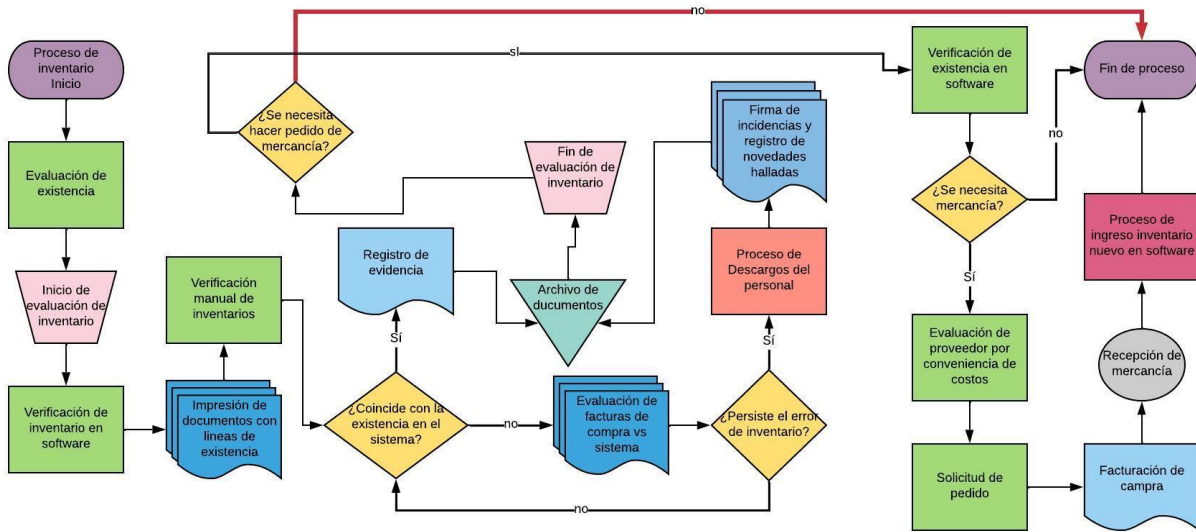 Proceso de
inventario
Inicio
Evaluación de
existencia
Inicio de
evaluación de
inventario
Verificación de
inventario en
software
Impresión de
documentos con
lineas de
existencia
Verificación
manual de
inventarios
¿Coincide con la
existencia en el
sistema?
Sí
no
Registro de
evidencia
Evaluación de
facturas de
compra vs
sistema
¿Persiste el error
de inventario?
Sí
no
Proceso de
Descargos del
personal
Firma de
incidencias y
registro de
novedades
halladas
Archivo de
ducumentos
Fin de
evaluación de
inventario
¿Se necesita
hacer pedido de
mercancía?
no
sI
Verificación de
existencia en
software
¿Se necesita
mercancía?
no
Sí
Evaluación de
proveedor por
conveniencia de
costos
Solicitud de
pedido
Facturación de
campra
Recepción de
mercancía
Proceso de
ingreso inventario
nuevo en software
Fin de proceso